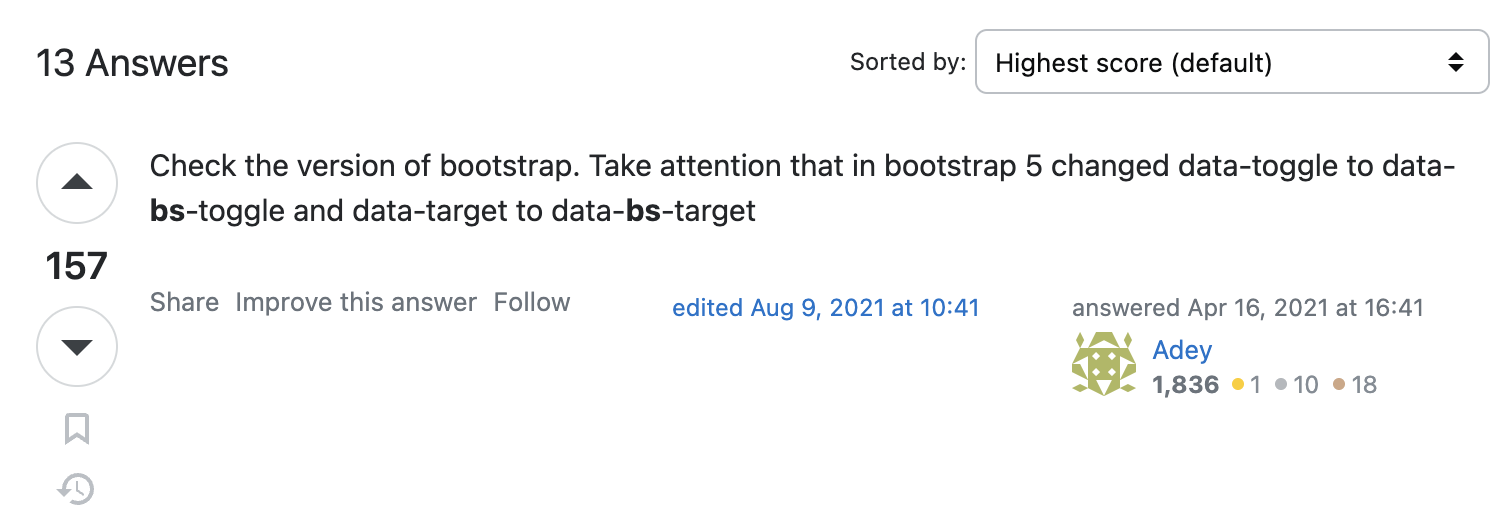 13 Answers
Sorted by: Highest score (default)
Check the version of bootstrap. Take attention that in bootstrap 5 changed data-toggle to data-
bs-toggle and data-target to data-bs-target
157
Share Improve this answer Follow
edited Aug 9, 2021 at 10:41
answered Apr 16, 2021 at 16:41
Adey
1,836 1 10 18